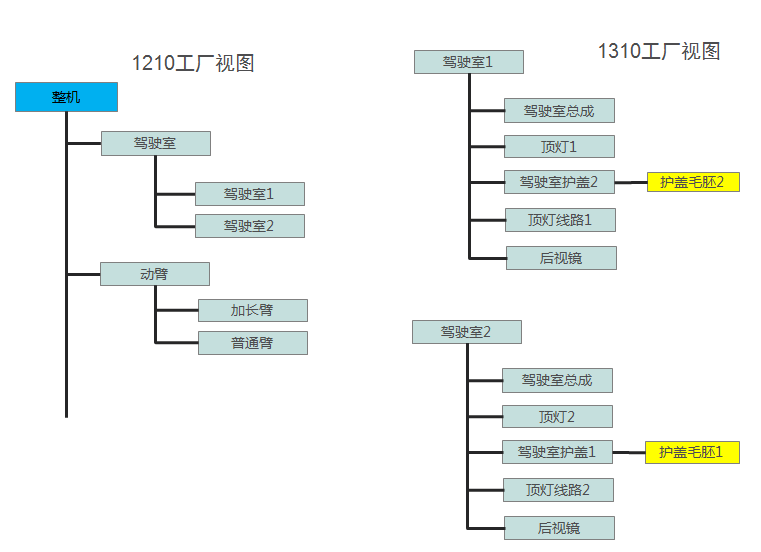 1210工厂视图
整机
驾驶室
驾驶室1
驾驶室2
动臂
加长臂
普通臂
1310工厂视图
驾驶室1
驾驶室总成
顶灯1
驾驶室护盖2
护盖毛胚2
顶灯线路1
后视镜
驾驶室2
驾驶室总成
顶灯2
驾驶室护盖1
护盖毛胚1
顶灯线路2
后视镜